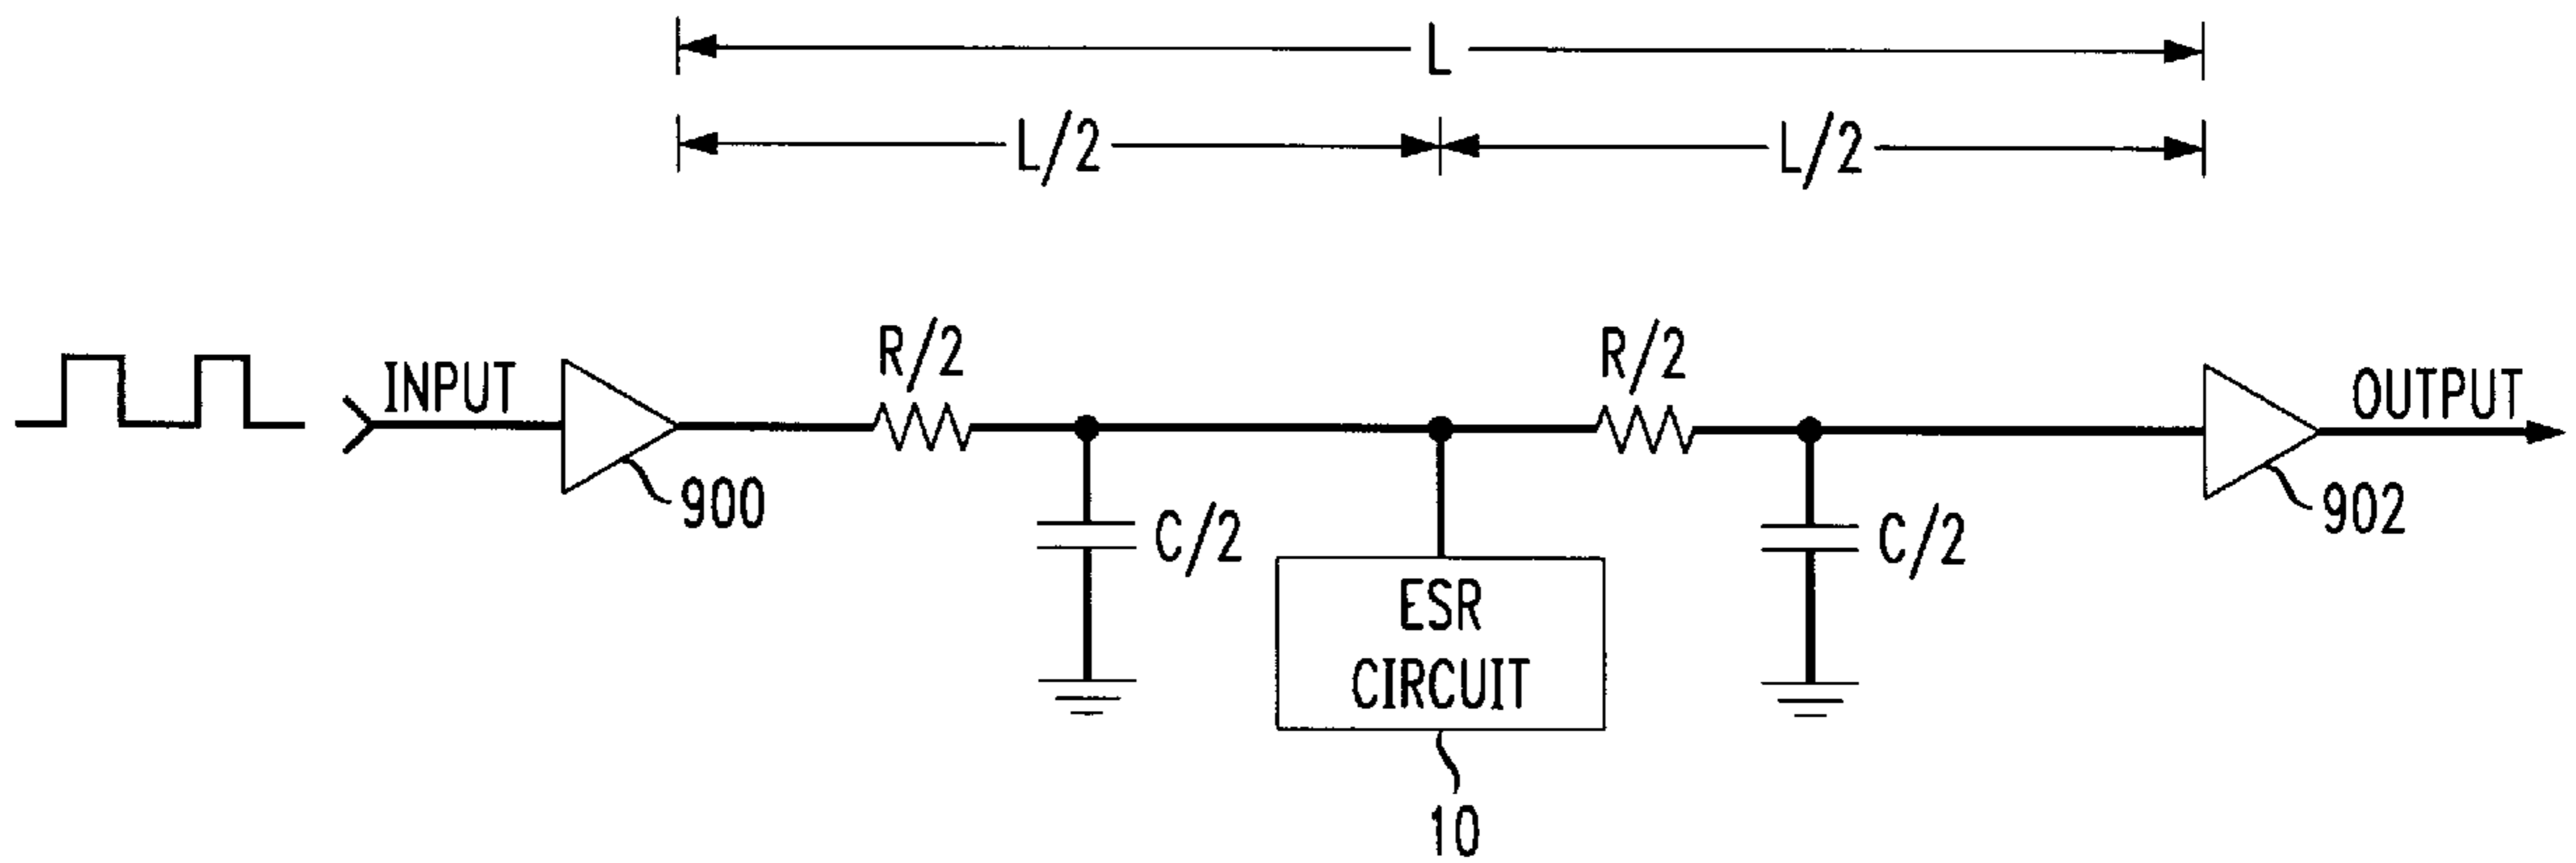 L
L/2
L/2
R/2
R/2
INPUT
OUTPUT
900
902
C/2
C/2
ESR
CIRCUIT
10